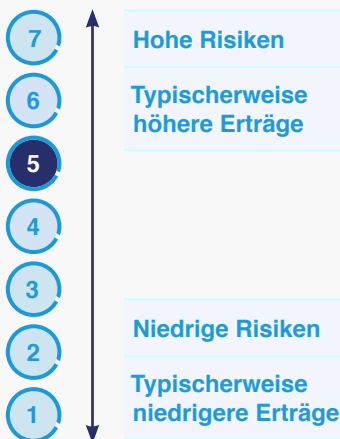 7
Hohe Risiken
6
Typischerweise
höhere Erträge
5
4
3
Niedrige Risiken
2
Typischerweise
niedrigere Erträge
1